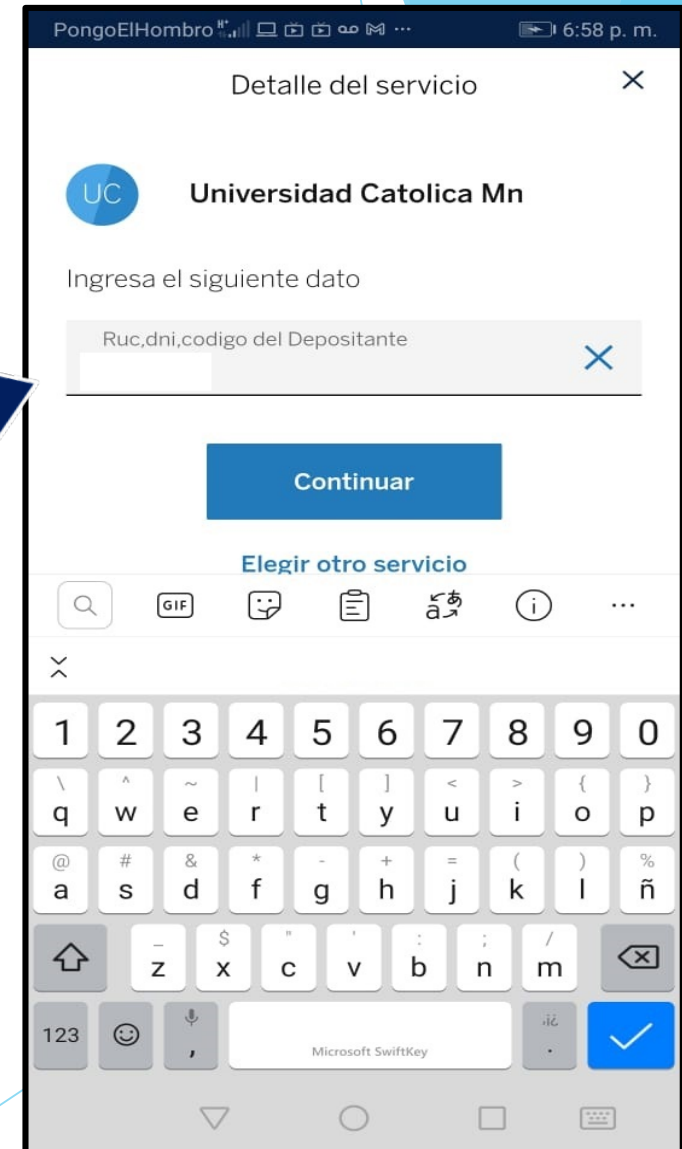 PongoElHombro H+ ... 6:58 p. m.
Detalle del servicio
UC
Universidad Catolica Mn
Ingresa el siguiente dato
Ruc,dni,codigo del Depositante
Continuar
Elegir otro servicio
GIF
1 2 3 4 5 6 7 8 9 0
\ ^ ~ | [ ] < > { }
q w e r t y u i o p
@ # & * - + = ( ) %
a s d f g h j k l ñ
_ $ " ' : ; /
z x c v b n m
123 , Microsoft SwiftKey .